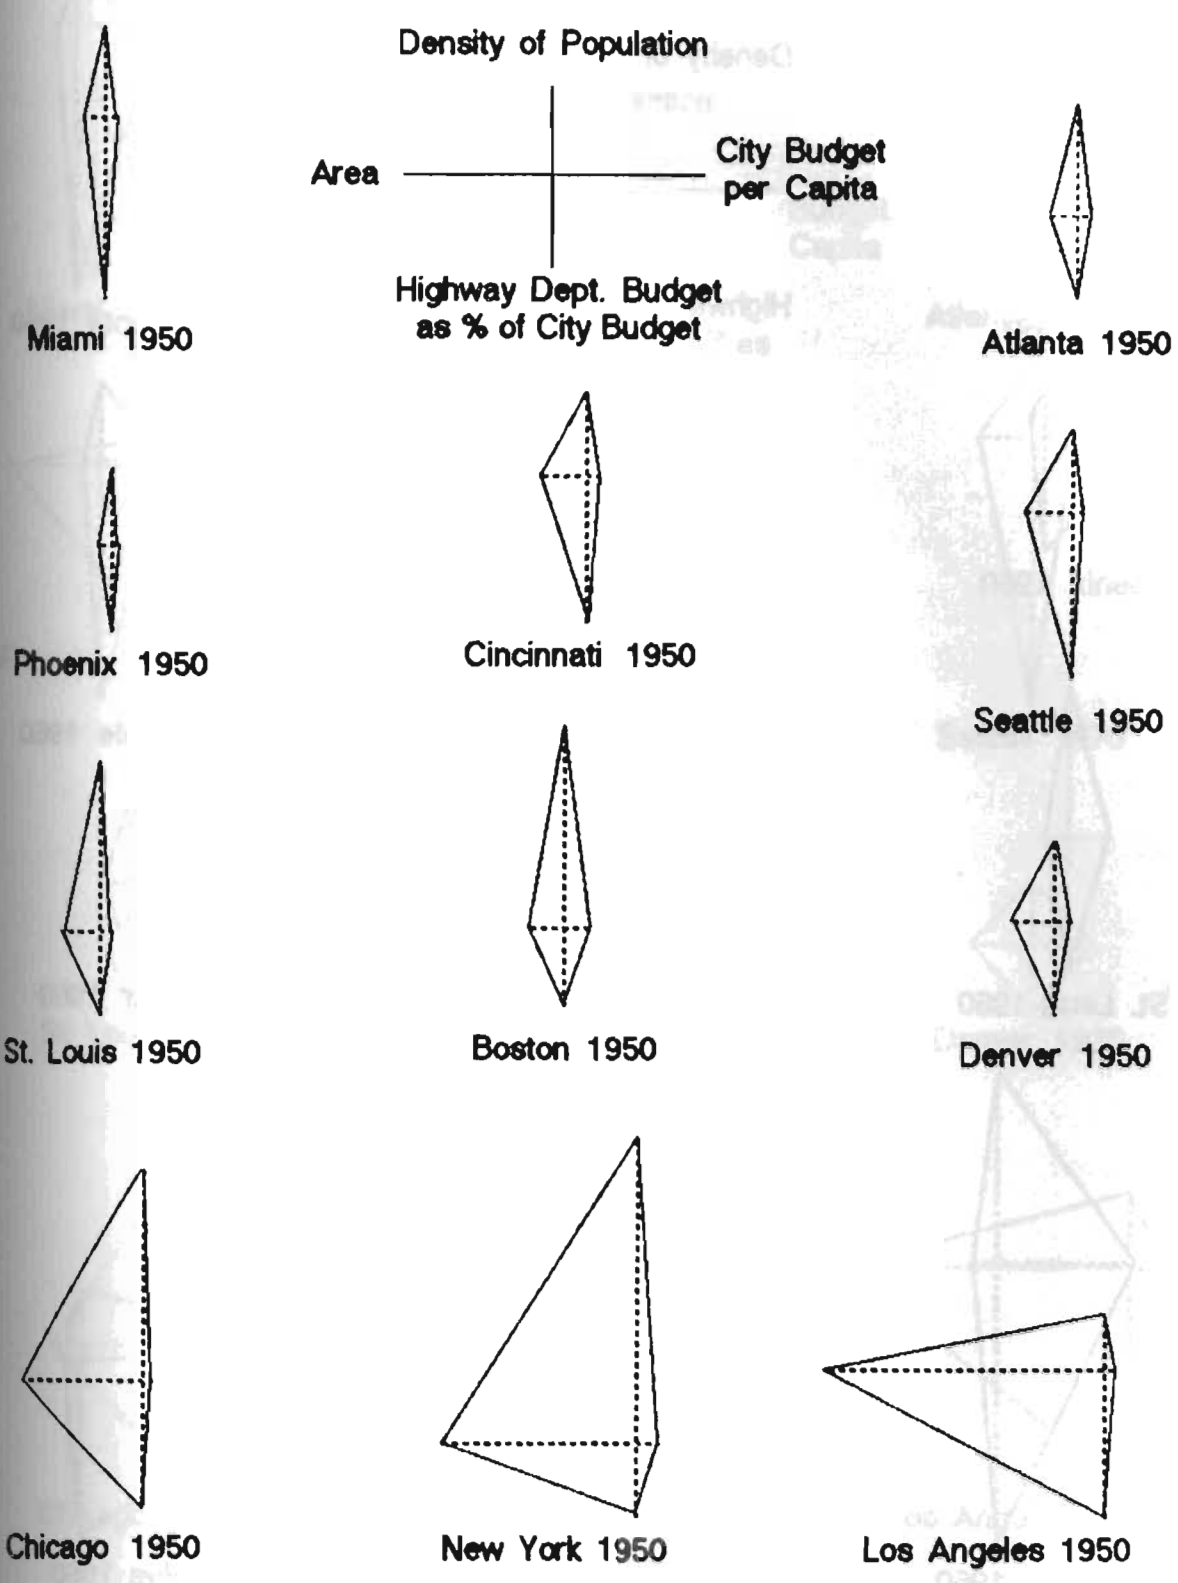 Density of Population
Area
City Budget
per Capita
Highway Dept. Budget
as % of City Budget
Miami 1950
Atlanta 1950
Phoenix 1950
Cincinnati 1950
Seattle 1950
St. Louis 1950
Boston 1950
Denver 1950
Chicago 1950
New York 1950
Los Angeles 1950